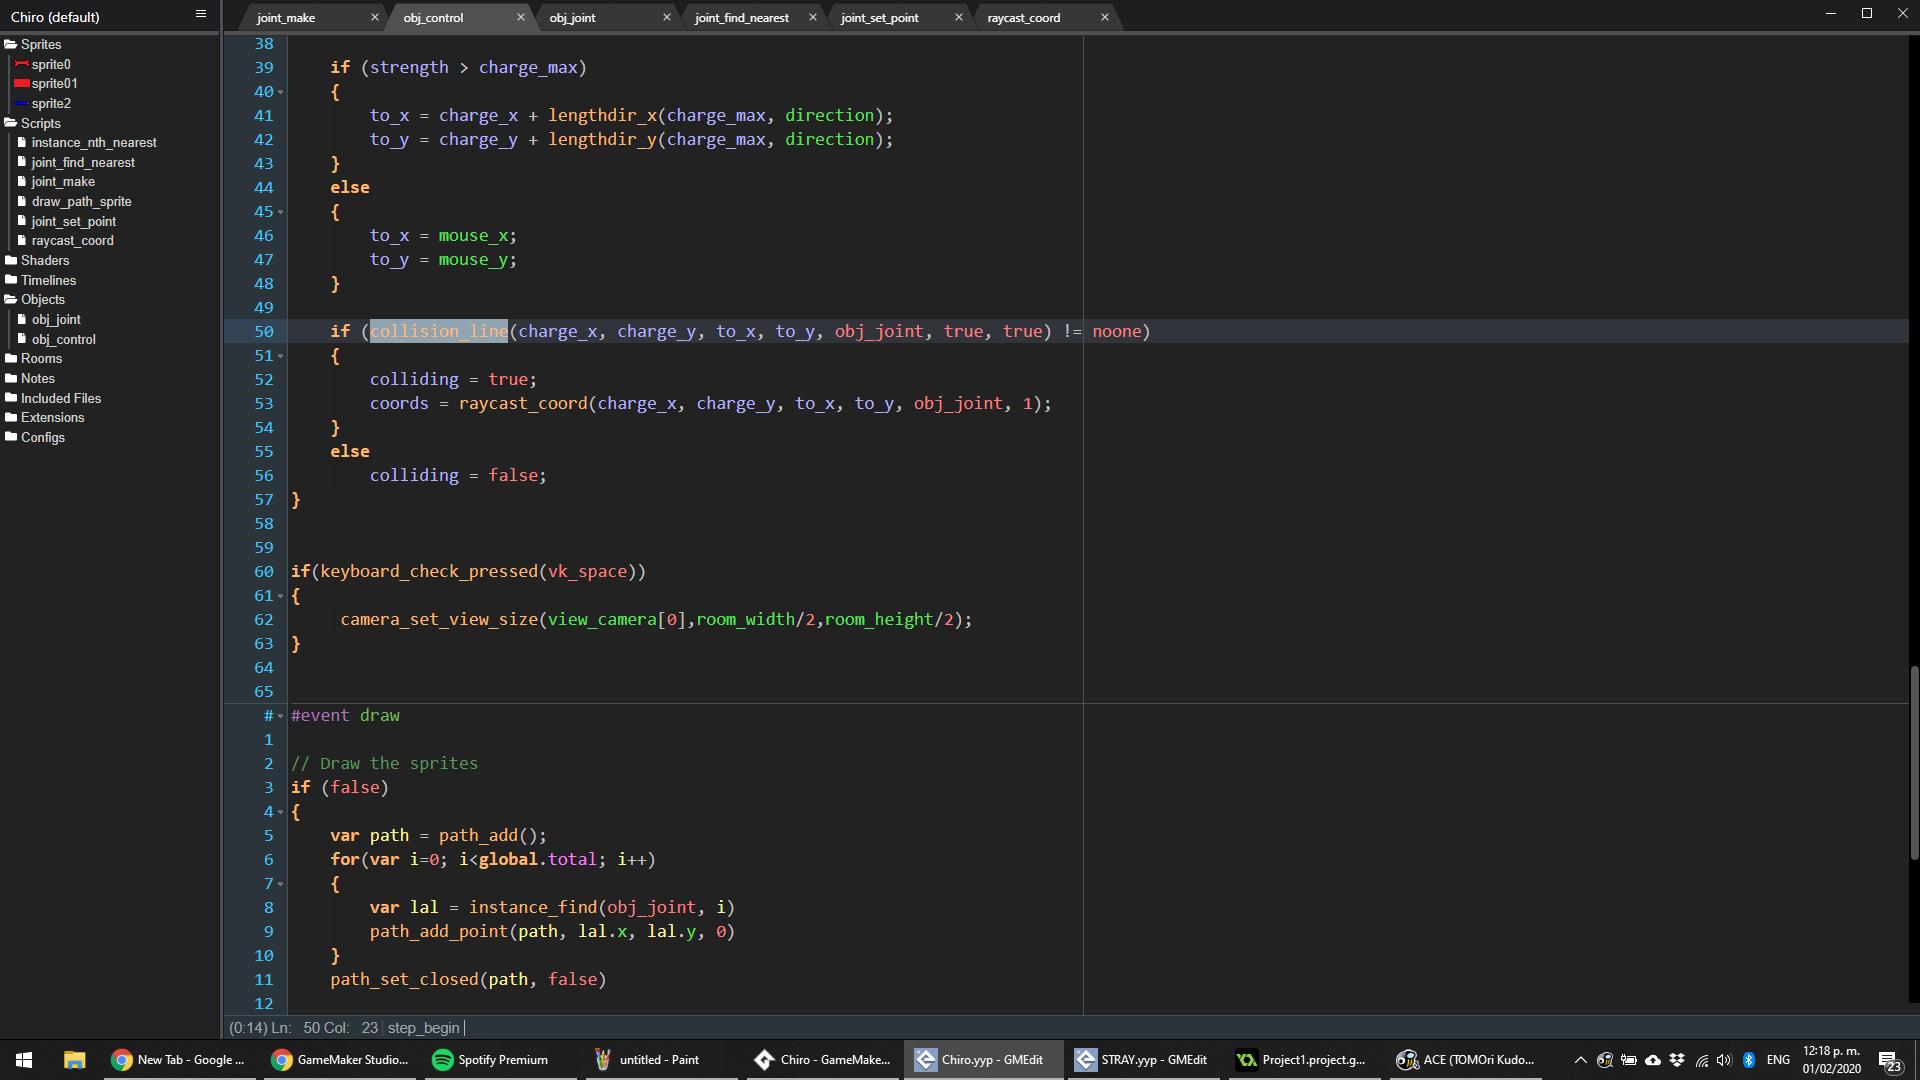 Chiro (default)
joint_make
obj_control
obj_joint
joint_find_nearest
joint_set_point
raycast_coord
Sprites
sprite0
sprite01
sprite2
Scripts
instance_nth_nearest
joint_find_nearest
joint_make
draw_path_sprite
joint_set_point
raycast_coord
Shaders
Timelines
Objects
obj_joint
obj_control
Rooms
Notes
Included Files
Extensions
Configs
38
39 if (strength > charge_max)
40 {
41 to_x = charge_x + lengthdir_x(charge_max, direction);
42 to_y = charge_y + lengthdir_y(charge_max, direction);
43 }
44 else
45 {
46 to_x = mouse_x;
47 to_y = mouse_y;
48 }
49
50 if (collision_line(charge_x, charge_y, to_x, to_y, obj_joint, true, true) != noone)
51 {
52 colliding = true;
53 coords = raycast_coord(charge_x, charge_y, to_x, to_y, obj_joint, 1);
54 }
55 else
56 colliding = false;
57 }
58
59
60 if(keyboard_check_pressed(vk_space))
61 {
62 camera_set_view_size(view_camera[0],room_width/2,room_height/2);
63 }
64
65
# #event draw
1
2 // Draw the sprites
3 if (false)
4 {
5 var path = path_add();
6 for(var i=0; i<global.total; i++)
7 {
8 var lal = instance_find(obj_joint, i)
9 path_add_point(path, lal.x, lal.y, 0)
10 }
11 path_set_closed(path, false)
12
(0:14) Ln: 50 Col: 23 step_begin
New Tab - Google ...
GameMaker Studio...
Spotify Premium
untitled - Paint
Chiro - GameMake...
Chiro.yyp - GMEdit
STRAY.yyp - GMEdit
Project1.project.g...
ACE (TOMOri Kudo...
ENG
12:18 p. m.
01/02/2020
23